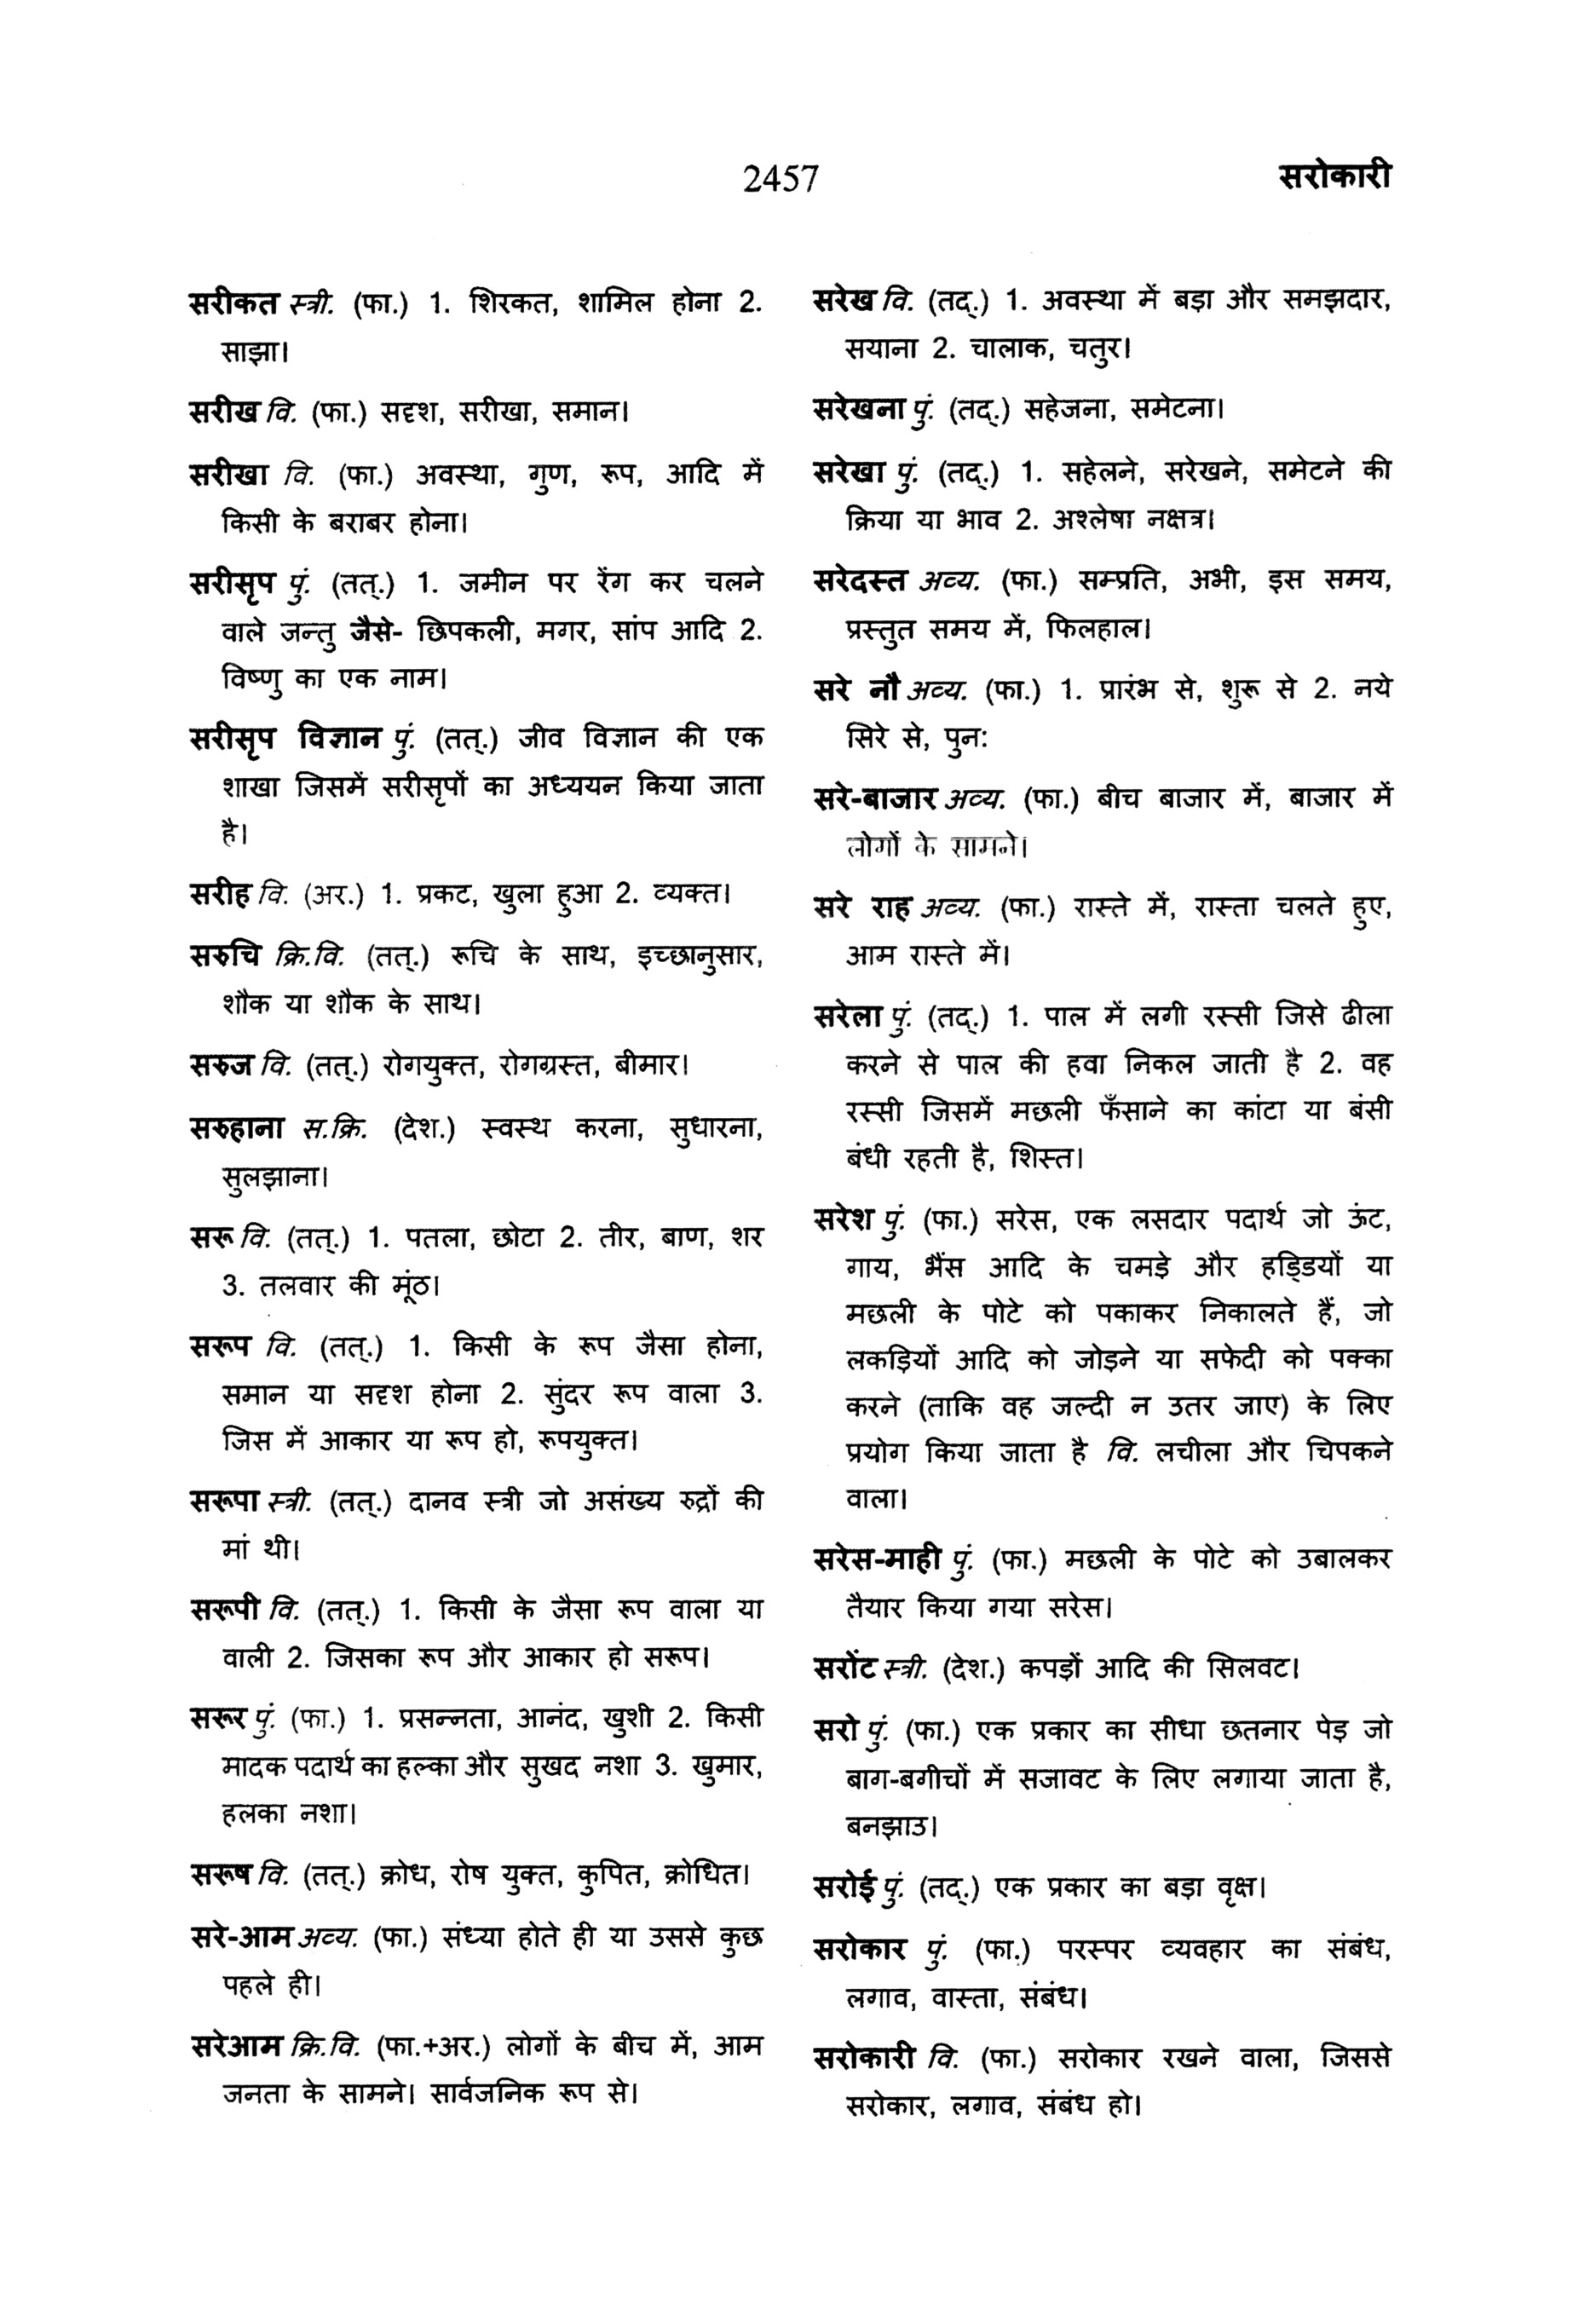 2457
सरोकारी
सरीकत स्त्री. (फा.) 1. शिरकत, शामिल होना 2.
साझा।
सरीख वि. (फा.) सदृश, सरीखा, समान।
सरीखा वि. (फा.) अवस्था, गुण, रूप, आदि में
किसी के बराबर होना।
सरीसृप पुं. (तत्.) 1. जमीन पर रेंग कर चलने
वाले जन्तु जैसे- छिपकली, मगर, सांप आदि 2.
विष्णु का एक नाम।
सरीसृप विज्ञान पुं. (तत्.) जीव विज्ञान की एक
शाखा जिसमें सरीसृपों का अध्ययन किया जाता
है।
सरीह वि. (अर.) 1. प्रकट, खुला हुआ 2. व्यक्त।
सरुचि क्रि.वि. (तत्.) रूचि के साथ, इच्छानुसार,
शौक या शौक के साथ।
सरुज वि. (तत्.) रोगयुक्त, रोगग्रस्त, बीमार।
सरुहाना स.क्रि. (देश.) स्वस्थ करना, सुधारना,
सुलझाना।
सरू वि. (तत्.) 1. पतला, छोटा 2. तीर, बाण, शर
3. तलवार की मूंठ।
सरूप वि. (तत्.) 1. किसी के रूप जैसा होना,
समान या सदृश होना 2. सुंदर रूप वाला 3.
जिस में आकार या रूप हो, रूपयुक्त।
सरूपा स्त्री. (तत्.) दानव स्त्री जो असंख्य रुद्रों की
मां थी।
सरूपी वि. (तत्.) 1. किसी के जैसा रूप वाला या
वाली 2. जिसका रूप और आकार हो सरूप।
सरूर पुं. (फा.) 1. प्रसन्नता, आनंद, खुशी 2. किसी
मादक पदार्थ का हल्का और सुखद नशा 3. खुमार,
हलका नशा।
सरूष वि. (तत्.) क्रोध, रोष युक्त, कुपित, क्रोधित।
सरे-आम अव्य. (फा.) संध्या होते ही या उससे कुछ
पहले ही।
सरेआम क्रि.वि. (फा.+अर.) लोगों के बीच में, आम
जनता के सामने। सार्वजनिक रूप से।
सरेख वि. (तद्.) 1. अवस्था में बड़ा और समझदार,
सयाना 2. चालाक, चतुर।
सरेखना पुं. (तद्.) सहेजना, समेटना।
सरेखा पुं. (तद्.) 1. सहेलने, सरेखने, समेटने की
क्रिया या भाव 2. अश्लेषा नक्षत्र।
सरेदस्त अव्य. (फा.) सम्प्रति, अभी, इस समय,
प्रस्तुत समय में, फिलहाल।
सरे नौ अव्य. (फा.) 1. प्रारंभ से, शुरू से 2. नये
सिरे से, पुन:
सरे-बाजार अव्य. (फा.) बीच बाजार में, बाजार में
लोगों के सामने।
सरे राह अव्य. (फा.) रास्ते में, रास्ता चलते हुए,
आम रास्ते में।
सरेला पुं. (तद्.) 1. पाल में लगी रस्सी जिसे ढीला
करने से पाल की हवा निकल जाती है 2. वह
रस्सी जिसमें मछली फँसाने का कांटा या बंसी
बंधी रहती है, शिस्त।
सरेश पुं. (फा.) सरेस, एक लसदार पदार्थ जो ऊंट,
गाय, भैंस आदि के चमड़े और हड्डियों या
मछली के पोटे को पकाकर निकालते हैं, जो
लकड़ियों आदि को जोड़ने या सफेदी को पक्का
करने (ताकि वह जल्दी न उतर जाए) के लिए
प्रयोग किया जाता है वि. लचीला और चिपकने
वाला।
सरेस-माही पुं. (फा.) मछली के पोटे को उबालकर
तैयार किया गया सरेस।
सरोंट स्त्री. (देश.) कपड़ों आदि की सिलवट।
सरो पुं. (फा.) एक प्रकार का सीधा छतनार पेड़ जो
बाग-बगीचों में सजावट के लिए लगाया जाता है,
बनझाउ।
सरोई पुं. (तद्.) एक प्रकार का बड़ा वृक्ष।
सरोकार पुं. (फा.) परस्पर व्यवहार का संबंध,
लगाव, वास्ता, संबंध।
सरोकारी वि. (फा.) सरोकार रखने वाला, जिससे
सरोकार, लगाव, संबंध हो।